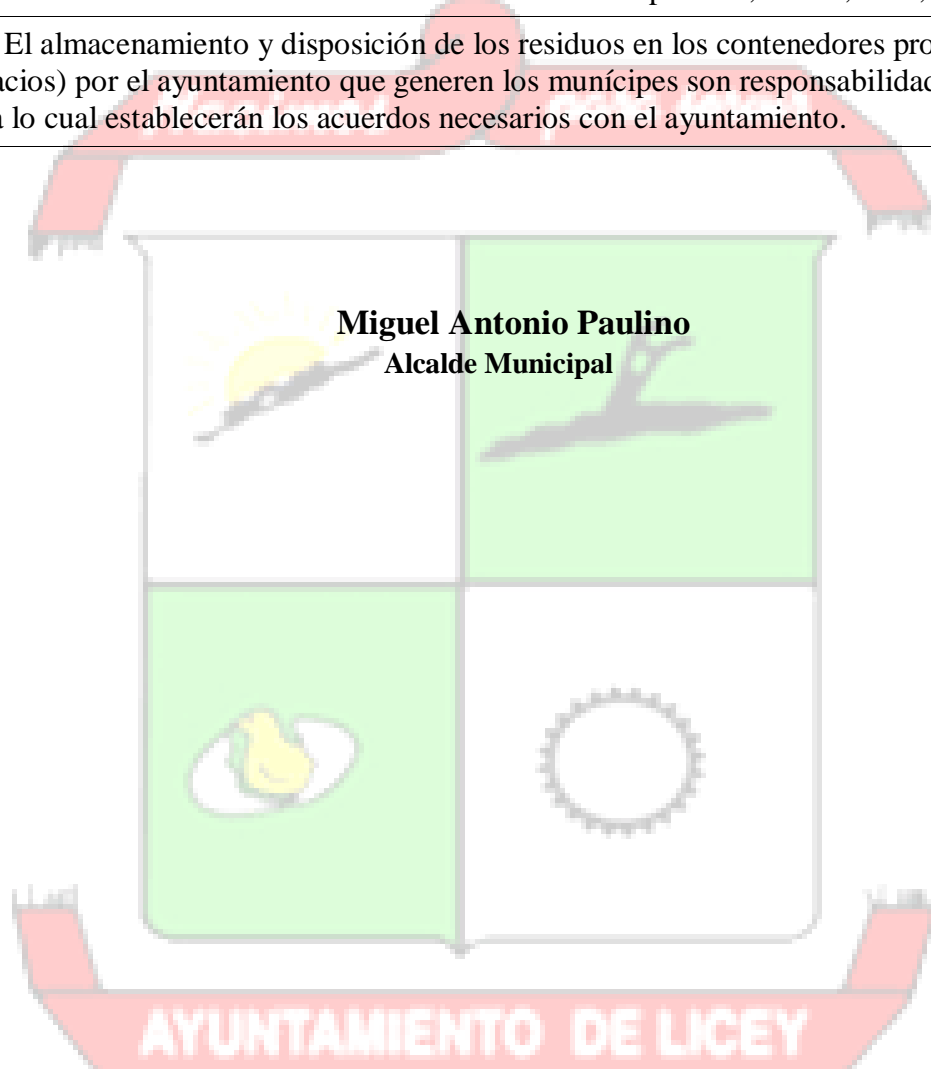 El almacenamiento y disposición de los residuos en los contenedores pro
acios) por el ayuntamiento que generen los munícipes son responsabilidad
a lo cual establecerán los acuerdos necesarios con el ayuntamiento.
Miguel Antonio Paulino
Alcalde Municipal
AYUNTAMIENTO DE LICEY